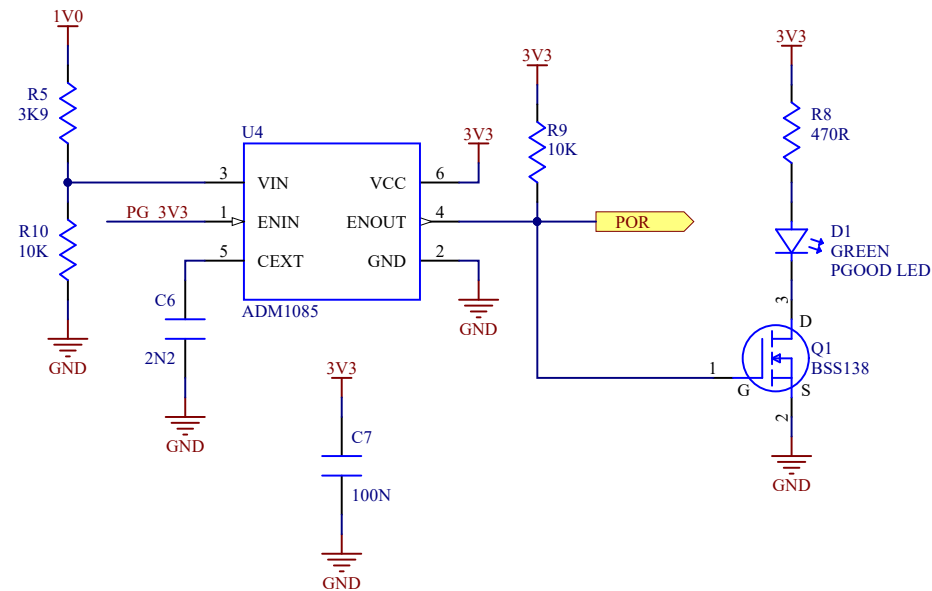 1V0
R5
3K9
R10
10K
GND
U4
3
VIN
PG_3V3
1
ENIN
5
CEXT
VCC
6
3V3
ENOUT
4
GND
2
GND
ADM1085
C6
2N2
GND
3V3
C7
100N
GND
3V3
R9
10K
POR
3V3
R8
470R
D1
GREEN
PGOOD LED
3
D
Q1
BSS138
1
G
S
2
GND